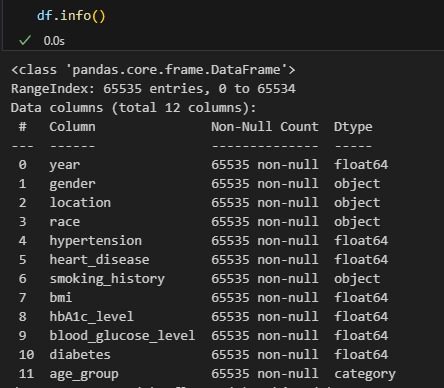 df.info()
✓ 0.0s
<class 'pandas.core.frame.DataFrame'>
RangeIndex: 65535 entries, 0 to 65534
Data columns (total 12 columns):
 #   Column               Non-Null Count  Dtype
---  ------               --------------  -----
 0   year                 65535 non-null  float64
 1   gender               65535 non-null  object
 2   location             65535 non-null  object
 3   race                 65535 non-null  object
 4   hypertension         65535 non-null  float64
 5   heart_disease        65535 non-null  float64
 6   smoking_history      65535 non-null  object
 7   bmi                  65535 non-null  float64
 8   hbA1c_level          65535 non-null  float64
 9   blood_glucose_level  65535 non-null  float64
 10  diabetes             65535 non-null  float64
 11  age_group            65535 non-null  category